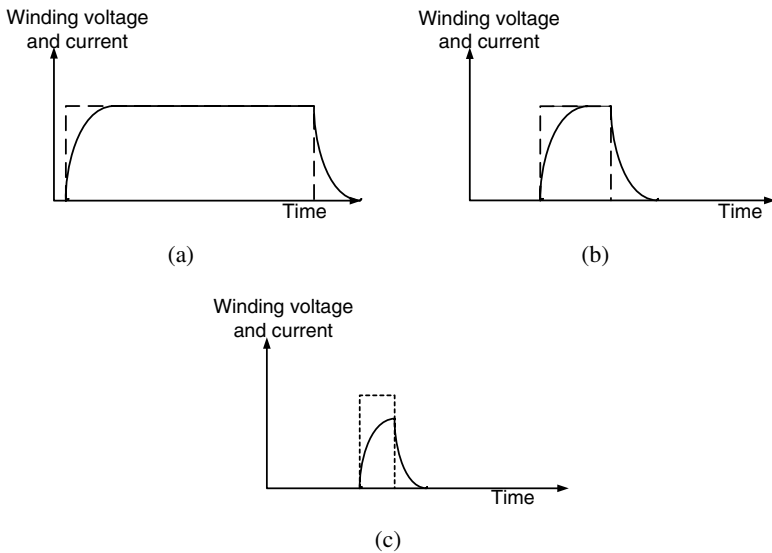 Winding voltage
and current
Time
(a)
Winding voltage
and current
Time
(b)
Winding voltage
and current
Time
(c)